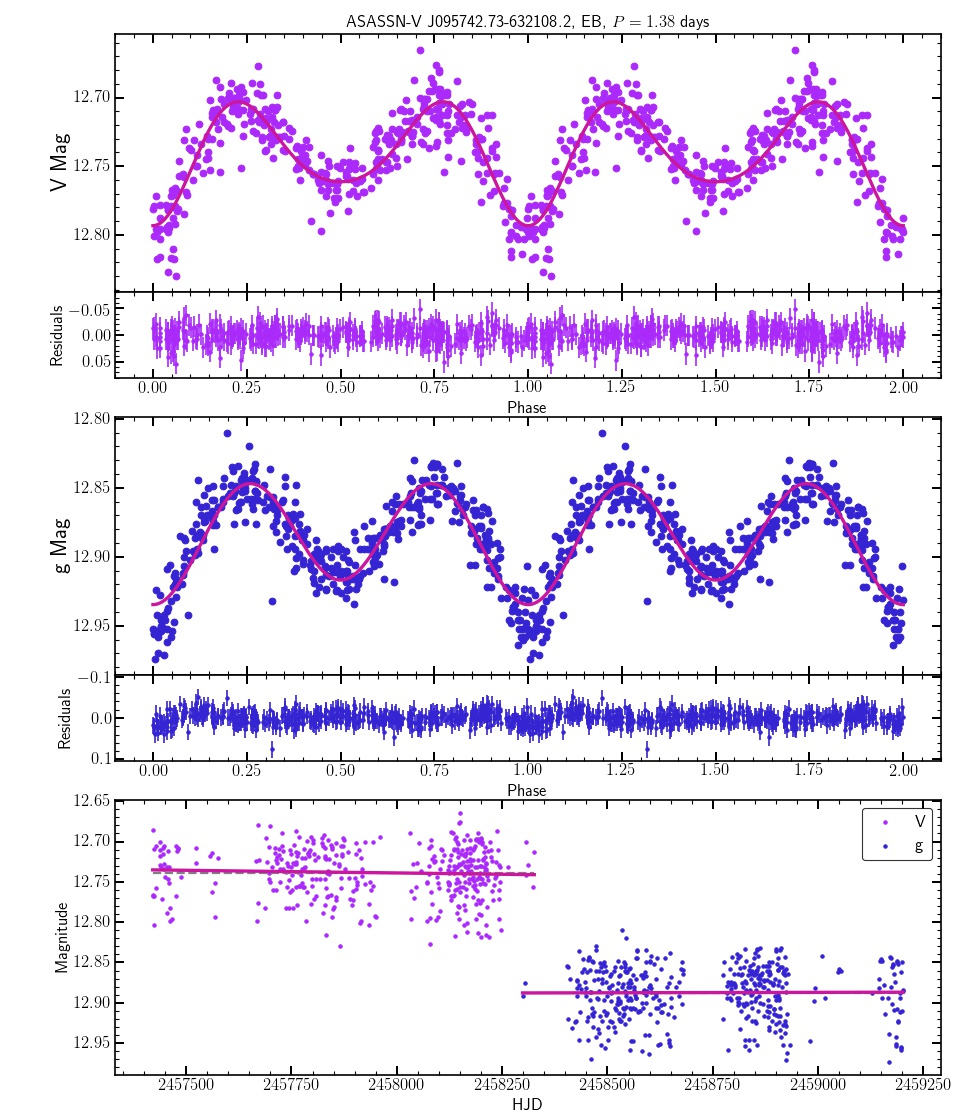 ASASSN-V J095742.73-632108.2, EB, P = 1.38 days
V Mag
12.70
12.75
12.80
Residuals
−0.05
0.00
0.05
0.00 0.25 0.50 0.75 1.00 1.25 1.50 1.75 2.00
Phase
g Mag
12.80
12.85
12.90
12.95
Residuals
−0.1
0.0
0.1
0.00 0.25 0.50 0.75 1.00 1.25 1.50 1.75 2.00
Phase
Magnitude
12.65
12.70
12.75
12.80
12.85
12.90
12.95
V
g
2457500 2457750 2458000 2458250 2458500 2458750 2459000 2459250
HJD